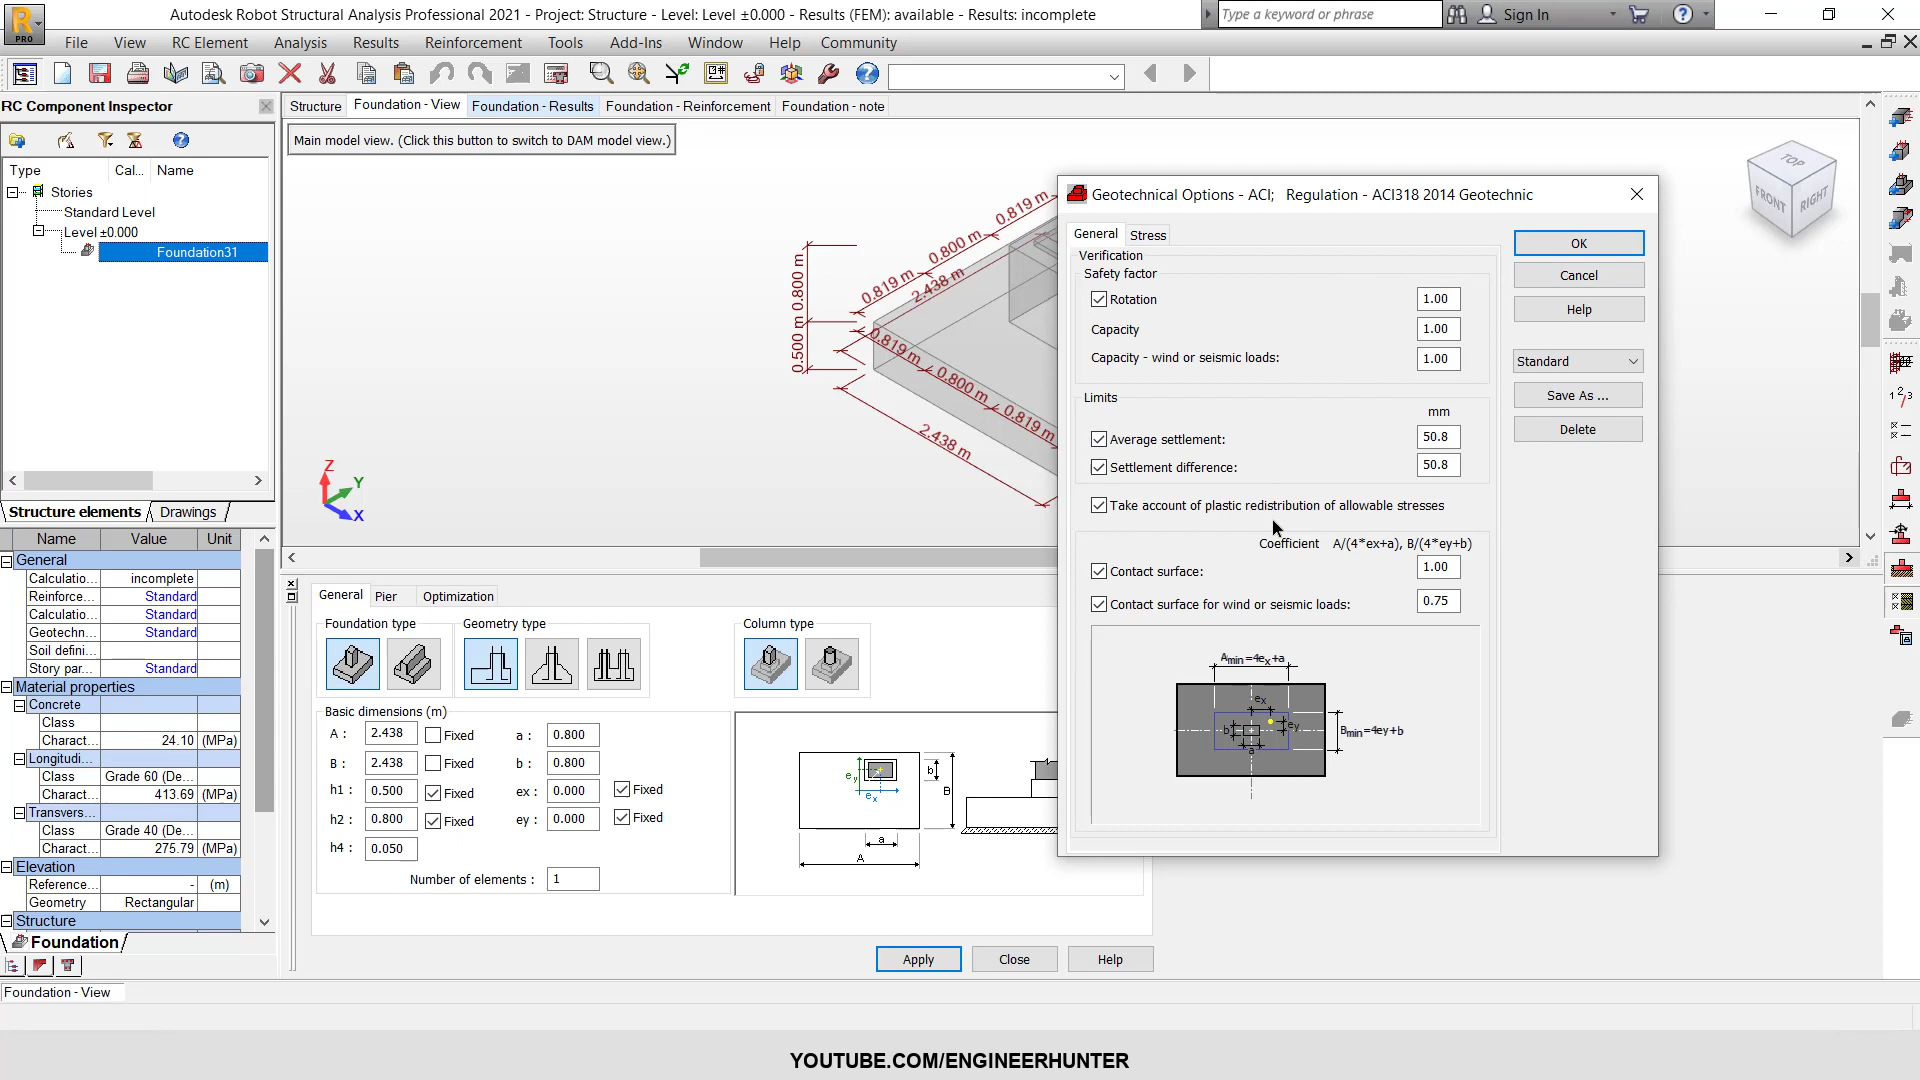 Autodesk Robot Structural Analysis Professional 2021 - Project: Structure - Level: Level ±0.000 - Results (FEM): available - Results: incomplete
Type a keyword or phrase
Sign In
PRO
File View RC Element Analysis Results Reinforcement Tools Add-Ins Window Help Community
RC Component Inspector
Structure Foundation - View Foundation - Results Foundation - Reinforcement Foundation - note
Main model view. (Click this button to switch to DAM model view.)
Type Cal... Name
Stories
Standard Level
Level ±0.000
Foundation31
Structure elements Drawings
TOP
FRONT
RIGHT
0.819 m
0.800 m
0.819 m
2.438 m
0.800 m
0.500 m
0.819 m
0.800 m
0.819 m
2.438 m
Z
Y
X
Geotechnical Options - ACI; Regulation - ACI318 2014 Geotechnic
General Stress
Verification
Safety factor
Rotation 1.00
Capacity 1.00
Capacity - wind or seismic loads: 1.00
Limits
mm
Average settlement: 50.8
Settlement difference: 50.8
Take account of plastic redistribution of allowable stresses
Coefficient A/(4*ex+a), B/(4*ey+b)
Contact surface: 1.00
Contact surface for wind or seismic loads: 0.75
Amin=4ex+a
ex
ey
b
a
Bmin=4ey+b
OK
Cancel
Help
Standard
Save As ...
Delete
Name Value Unit
General
Calculatio... incomplete
Reinforce... Standard
Calculatio... Standard
Geotechn... Standard
Soil defini...
Story par... Standard
Material properties
Concrete
Class
Charact... 24.10 (MPa)
Longitudi...
Class Grade 60 (De...
Charact... 413.69 (MPa)
Transvers...
Class Grade 40 (De...
Charact... 275.79 (MPa)
Elevation
Reference... - (m)
Geometry Rectangular
Structure
Foundation
General Pier Optimization
Foundation type Geometry type Column type
Basic dimensions (m)
A : 2.438 Fixed a : 0.800
B : 2.438 Fixed b : 0.800
h1 : 0.500 Fixed ex : 0.000 Fixed
h2 : 0.800 Fixed ey : 0.000 Fixed
h4 : 0.050
Number of elements : 1
ey
ex
b
B
a
A
Apply Close Help
Foundation - View
YOUTUBE.COM/ENGINEERHUNTER